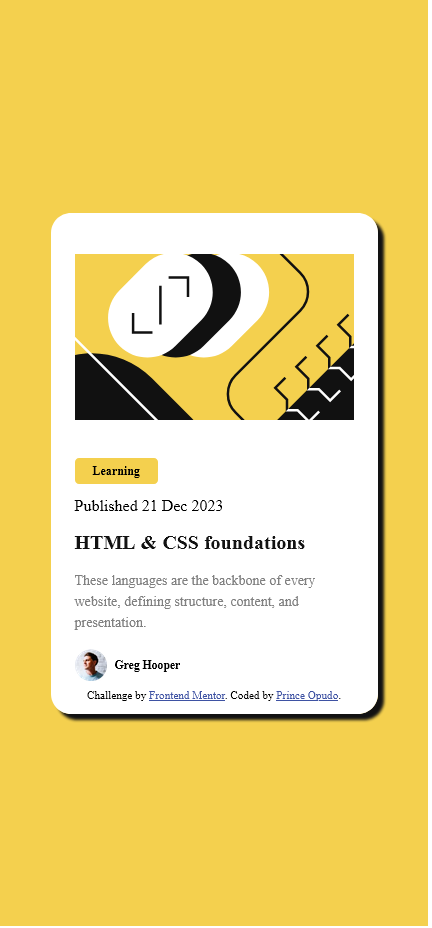 Learning
Published 21 Dec 2023
HTML & CSS foundations
These languages are the backbone of every
website, defining structure, content, and
presentation.
Greg Hooper
Challenge by Frontend Mentor. Coded by Prince Opudo.